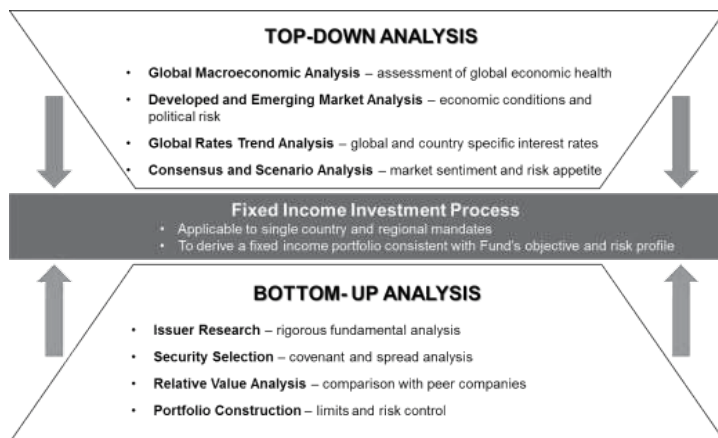 TOP-DOWN ANALYSIS
• Global Macroeconomic Analysis – assessment of global economic health
• Developed and Emerging Market Analysis – economic conditions and
political risk
• Global Rates Trend Analysis – global and country specific interest rates
• Consensus and Scenario Analysis – market sentiment and risk appetite
Fixed Income Investment Process
• Applicable to single country and regional mandates
• To derive a fixed income portfolio consistent with Fund's objective and risk profile
BOTTOM- UP ANALYSIS
• Issuer Research – rigorous fundamental analysis
• Security Selection – covenant and spread analysis
• Relative Value Analysis – comparison with peer companies
• Portfolio Construction – limits and risk control